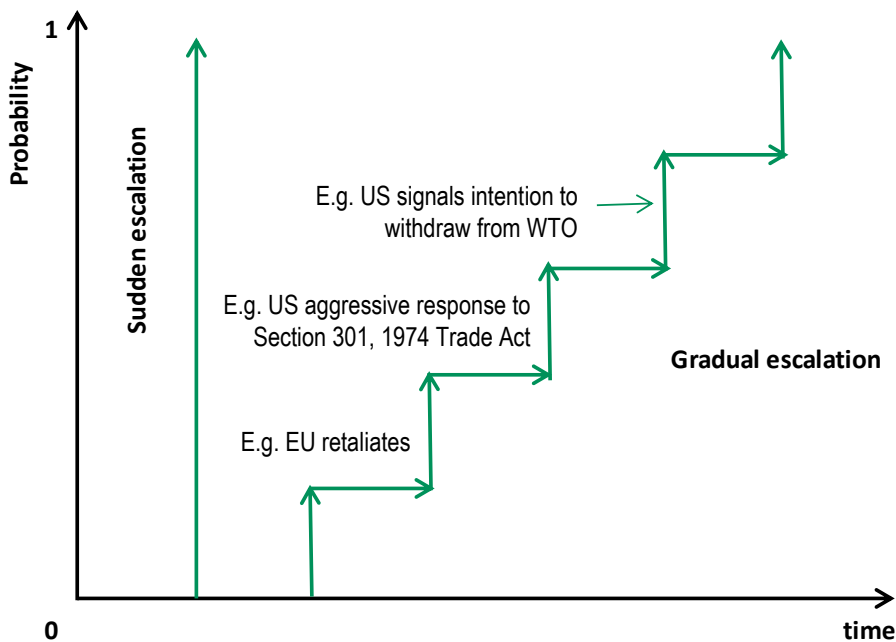 1
Probability
Sudden escalation
E.g. US signals intention to
withdraw from WTO
E.g. US aggressive response to
Section 301, 1974 Trade Act
Gradual escalation
E.g. EU retaliates
0
time